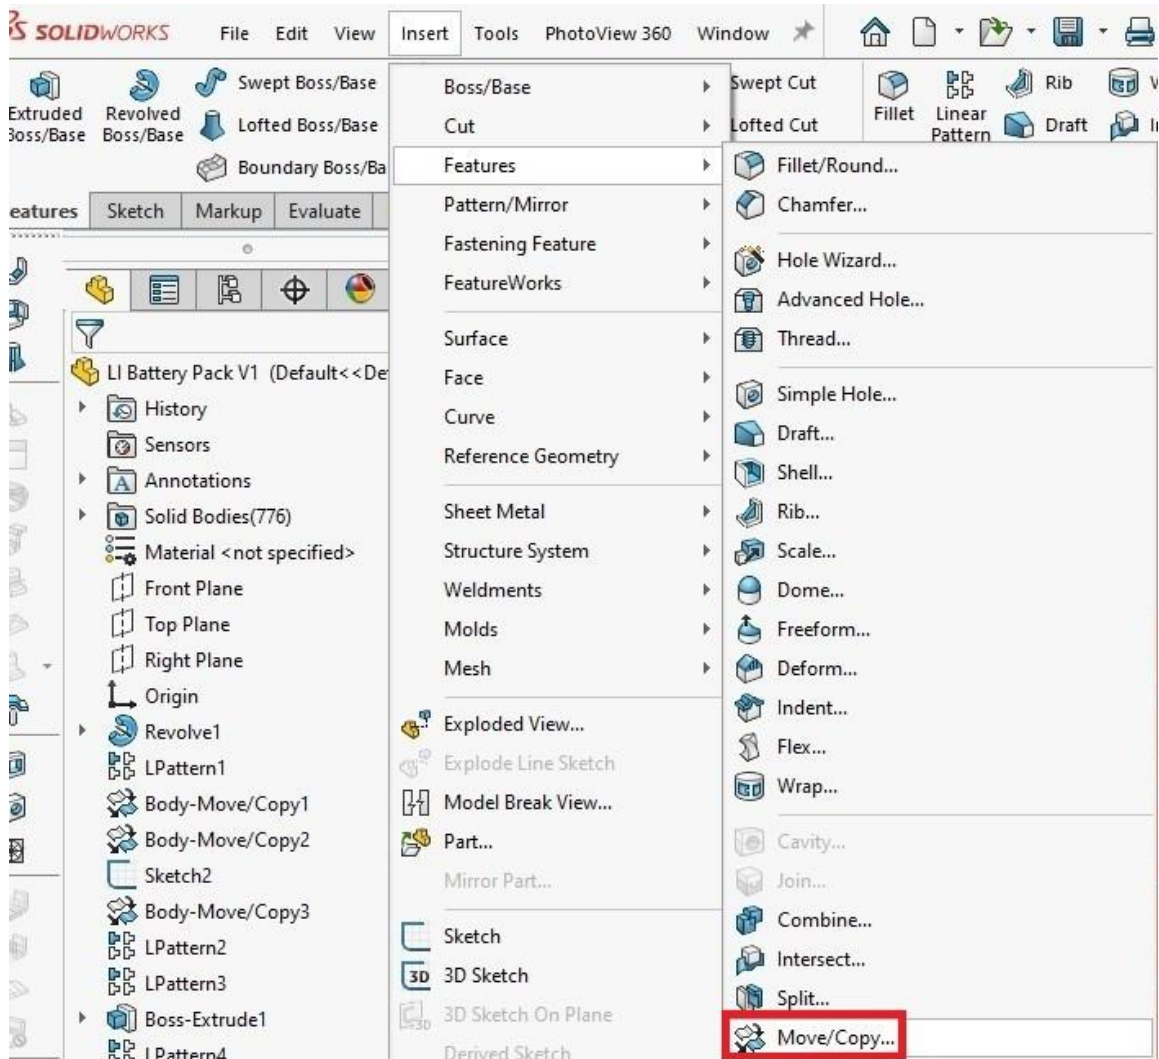 SOLIDWORKS File Edit View Insert Tools PhotoView 360 Window
Extruded Boss/Base
Revolved Boss/Base
Swept Boss/Base
Lofted Boss/Base
Boundary Boss/Ba
Swept Cut
Lofted Cut
Fillet
Linear Pattern
Rib
Draft
eatures Sketch Markup Evaluate
LI Battery Pack V1 (Default<<De
History
Sensors
Annotations
Solid Bodies(776)
Material <not specified>
Front Plane
Top Plane
Right Plane
Origin
Revolve1
LPattern1
Body-Move/Copy1
Body-Move/Copy2
Sketch2
Body-Move/Copy3
LPattern2
LPattern3
Boss-Extrude1
LPattern4
Boss/Base
Cut
Features
Pattern/Mirror
Fastening Feature
FeatureWorks
Surface
Face
Curve
Reference Geometry
Sheet Metal
Structure System
Weldments
Molds
Mesh
Exploded View...
Explode Line Sketch
Model Break View...
Part...
Mirror Part...
Sketch
3D 3D Sketch
3D Sketch On Plane
Derived Sketch
Fillet/Round...
Chamfer...
Hole Wizard...
Advanced Hole...
Thread...
Simple Hole...
Draft...
Shell...
Rib...
Scale...
Dome...
Freeform...
Deform...
Indent...
Flex...
Wrap...
Cavity...
Join...
Combine...
Intersect...
Split...
Move/Copy...